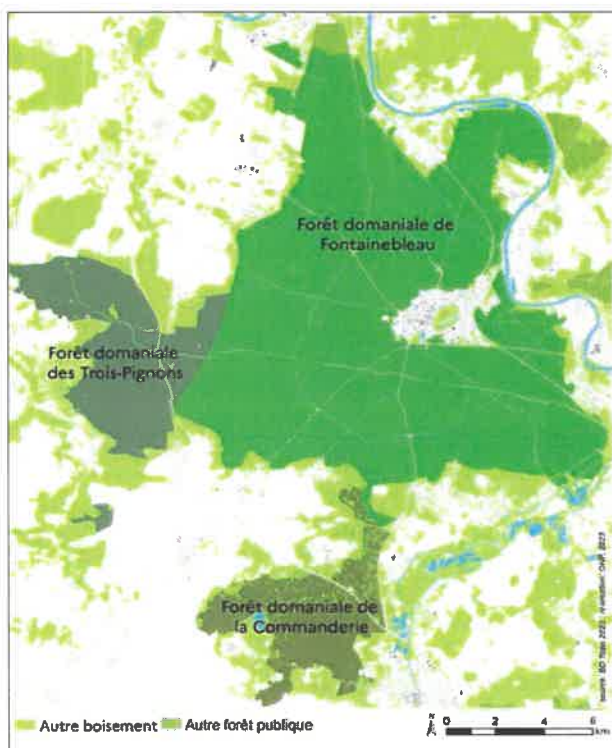 Forêt domaniale de
Fontainebleau
Forêt domaniale
des Trois-Pignons
Forêt domaniale de
la Commanderie
Autre boisement
Autre forêt publique
N
0 2 4 6
km